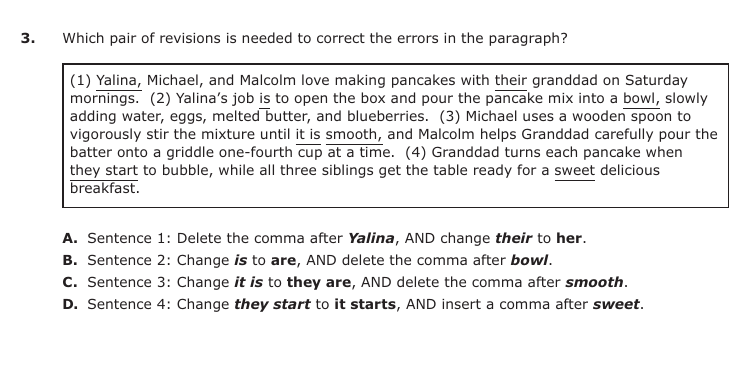 3. Which pair of revisions is needed to correct the errors in the paragraph?
(1) Yalina, Michael, and Malcolm love making pancakes with their granddad on Saturday
mornings. (2) Yalina's job is to open the box and pour the pancake mix into a bowl, slowly
adding water, eggs, melted butter, and blueberries. (3) Michael uses a wooden spoon to
vigorously stir the mixture until it is smooth, and Malcolm helps Granddad carefully pour the
batter onto a griddle one-fourth cup at a time. (4) Granddad turns each pancake when
they start to bubble, while all three siblings get the table ready for a sweet delicious
breakfast.
A. Sentence 1: Delete the comma after Yalina, AND change their to her.
B. Sentence 2: Change is to are, AND delete the comma after bowl.
C. Sentence 3: Change it is to they are, AND delete the comma after smooth.
D. Sentence 4: Change they start to it starts, AND insert a comma after sweet.